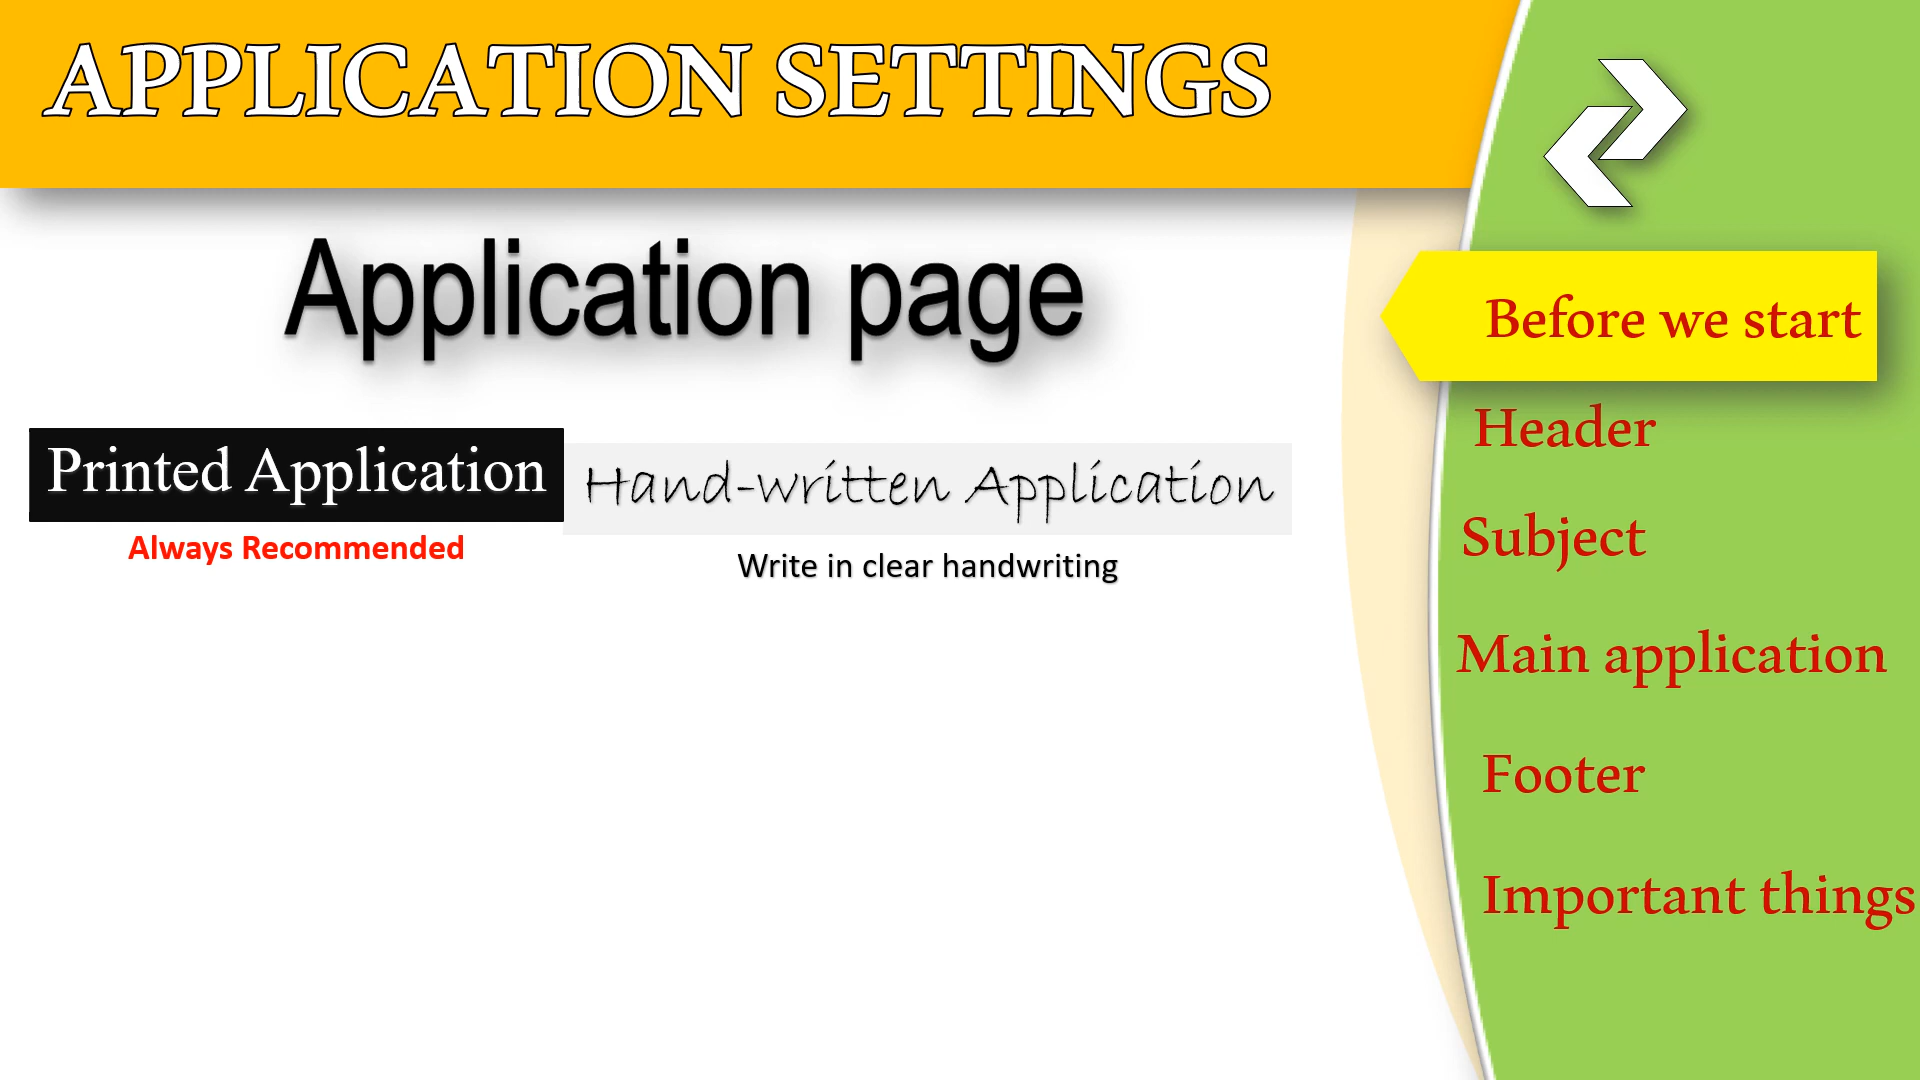 APPLICATION SETTINGS
Application page
Printed Application
Always Recommended
Hand-written Application
Write in clear handwriting
Before we start
Header
Subject
Main application
Footer
Important things